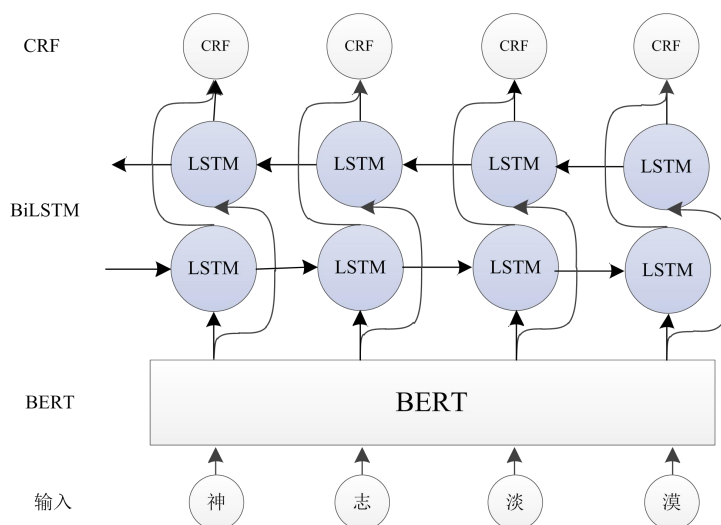 CRF CRF CRF CRF CRF
LSTM LSTM LSTM LSTM
BiLSTM
LSTM LSTM LSTM LSTM
BERT BERT
输入 神 志 淡 漠